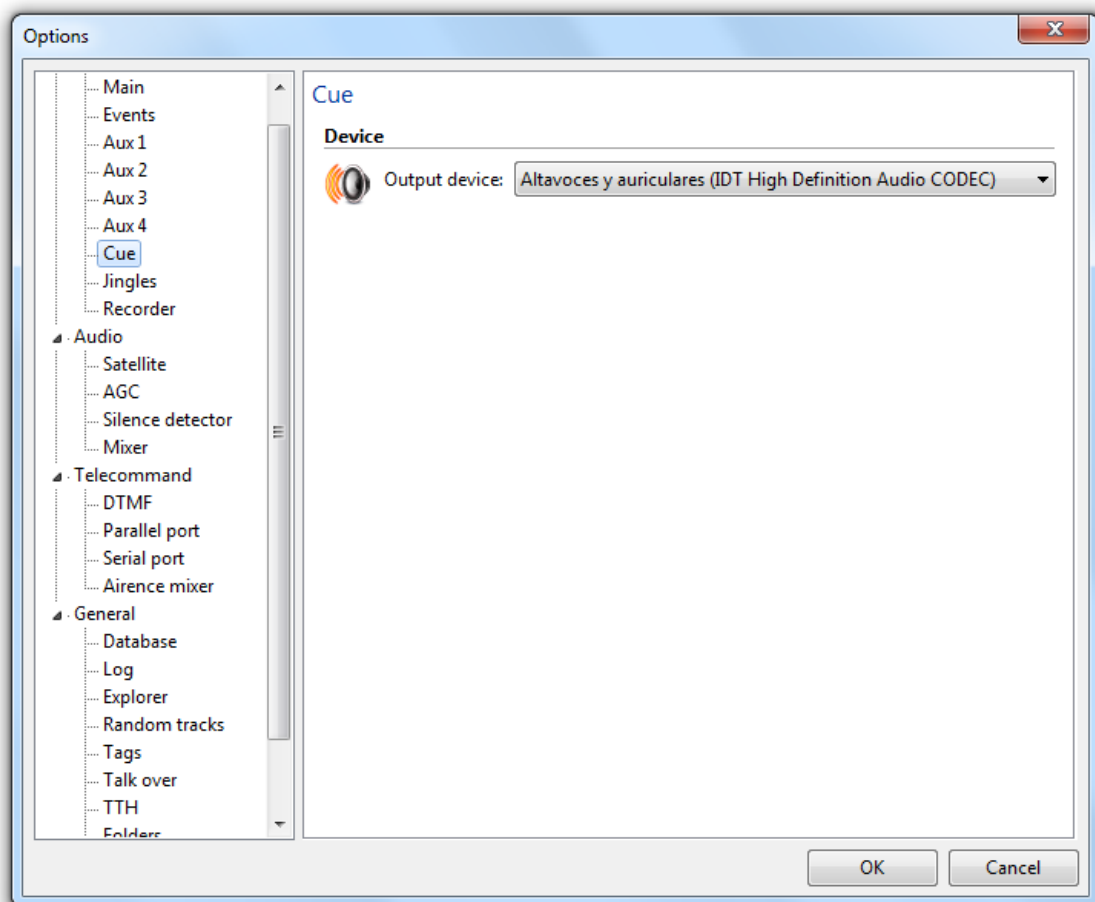 Options
Main
Events
Aux 1
Aux 2
Aux 3
Aux 4
Cue
Jingles
Recorder
Audio
Satellite
AGC
Silence detector
Mixer
Telecommand
DTMF
Parallel port
Serial port
Airence mixer
General
Database
Log
Explorer
Random tracks
Tags
Talk over
TTH
Folders
Cue
Device
Output device: Altavoces y auriculares (IDT High Definition Audio CODEC)
OK Cancel